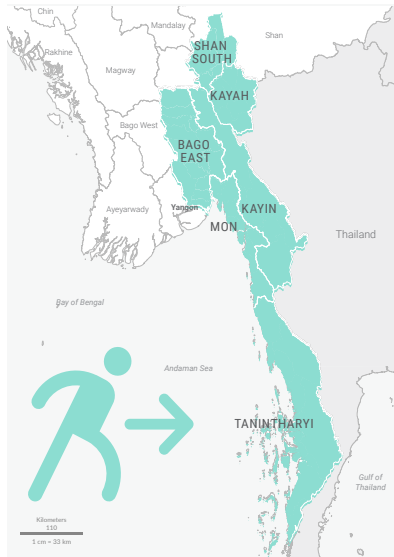 Chin
Mandalay
Rakhine
Shan
SHAN
SOUTH
Magway
KAYAH
Bago West
BAGO
EAST
Ayeyarwady
Yangon
KAYIN
MON
Thailand
Bay of Bengal
Andaman Sea
TANINTHARYI
Gulf of
Thailand
Kilometers
110
1 cm = 33 km